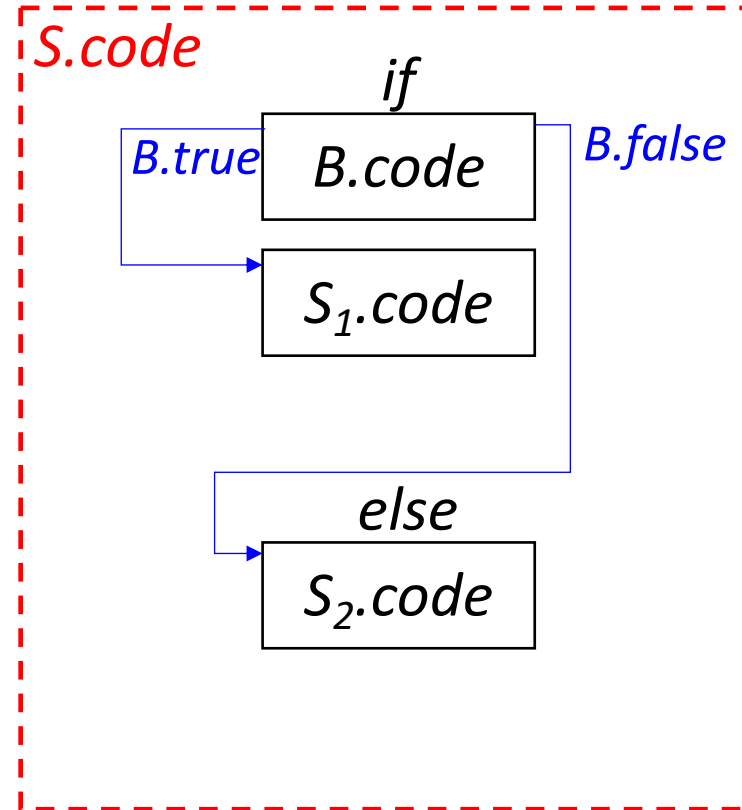 S.code
if
B.true
B.code
B.false
S₁.code
else
S₂.code